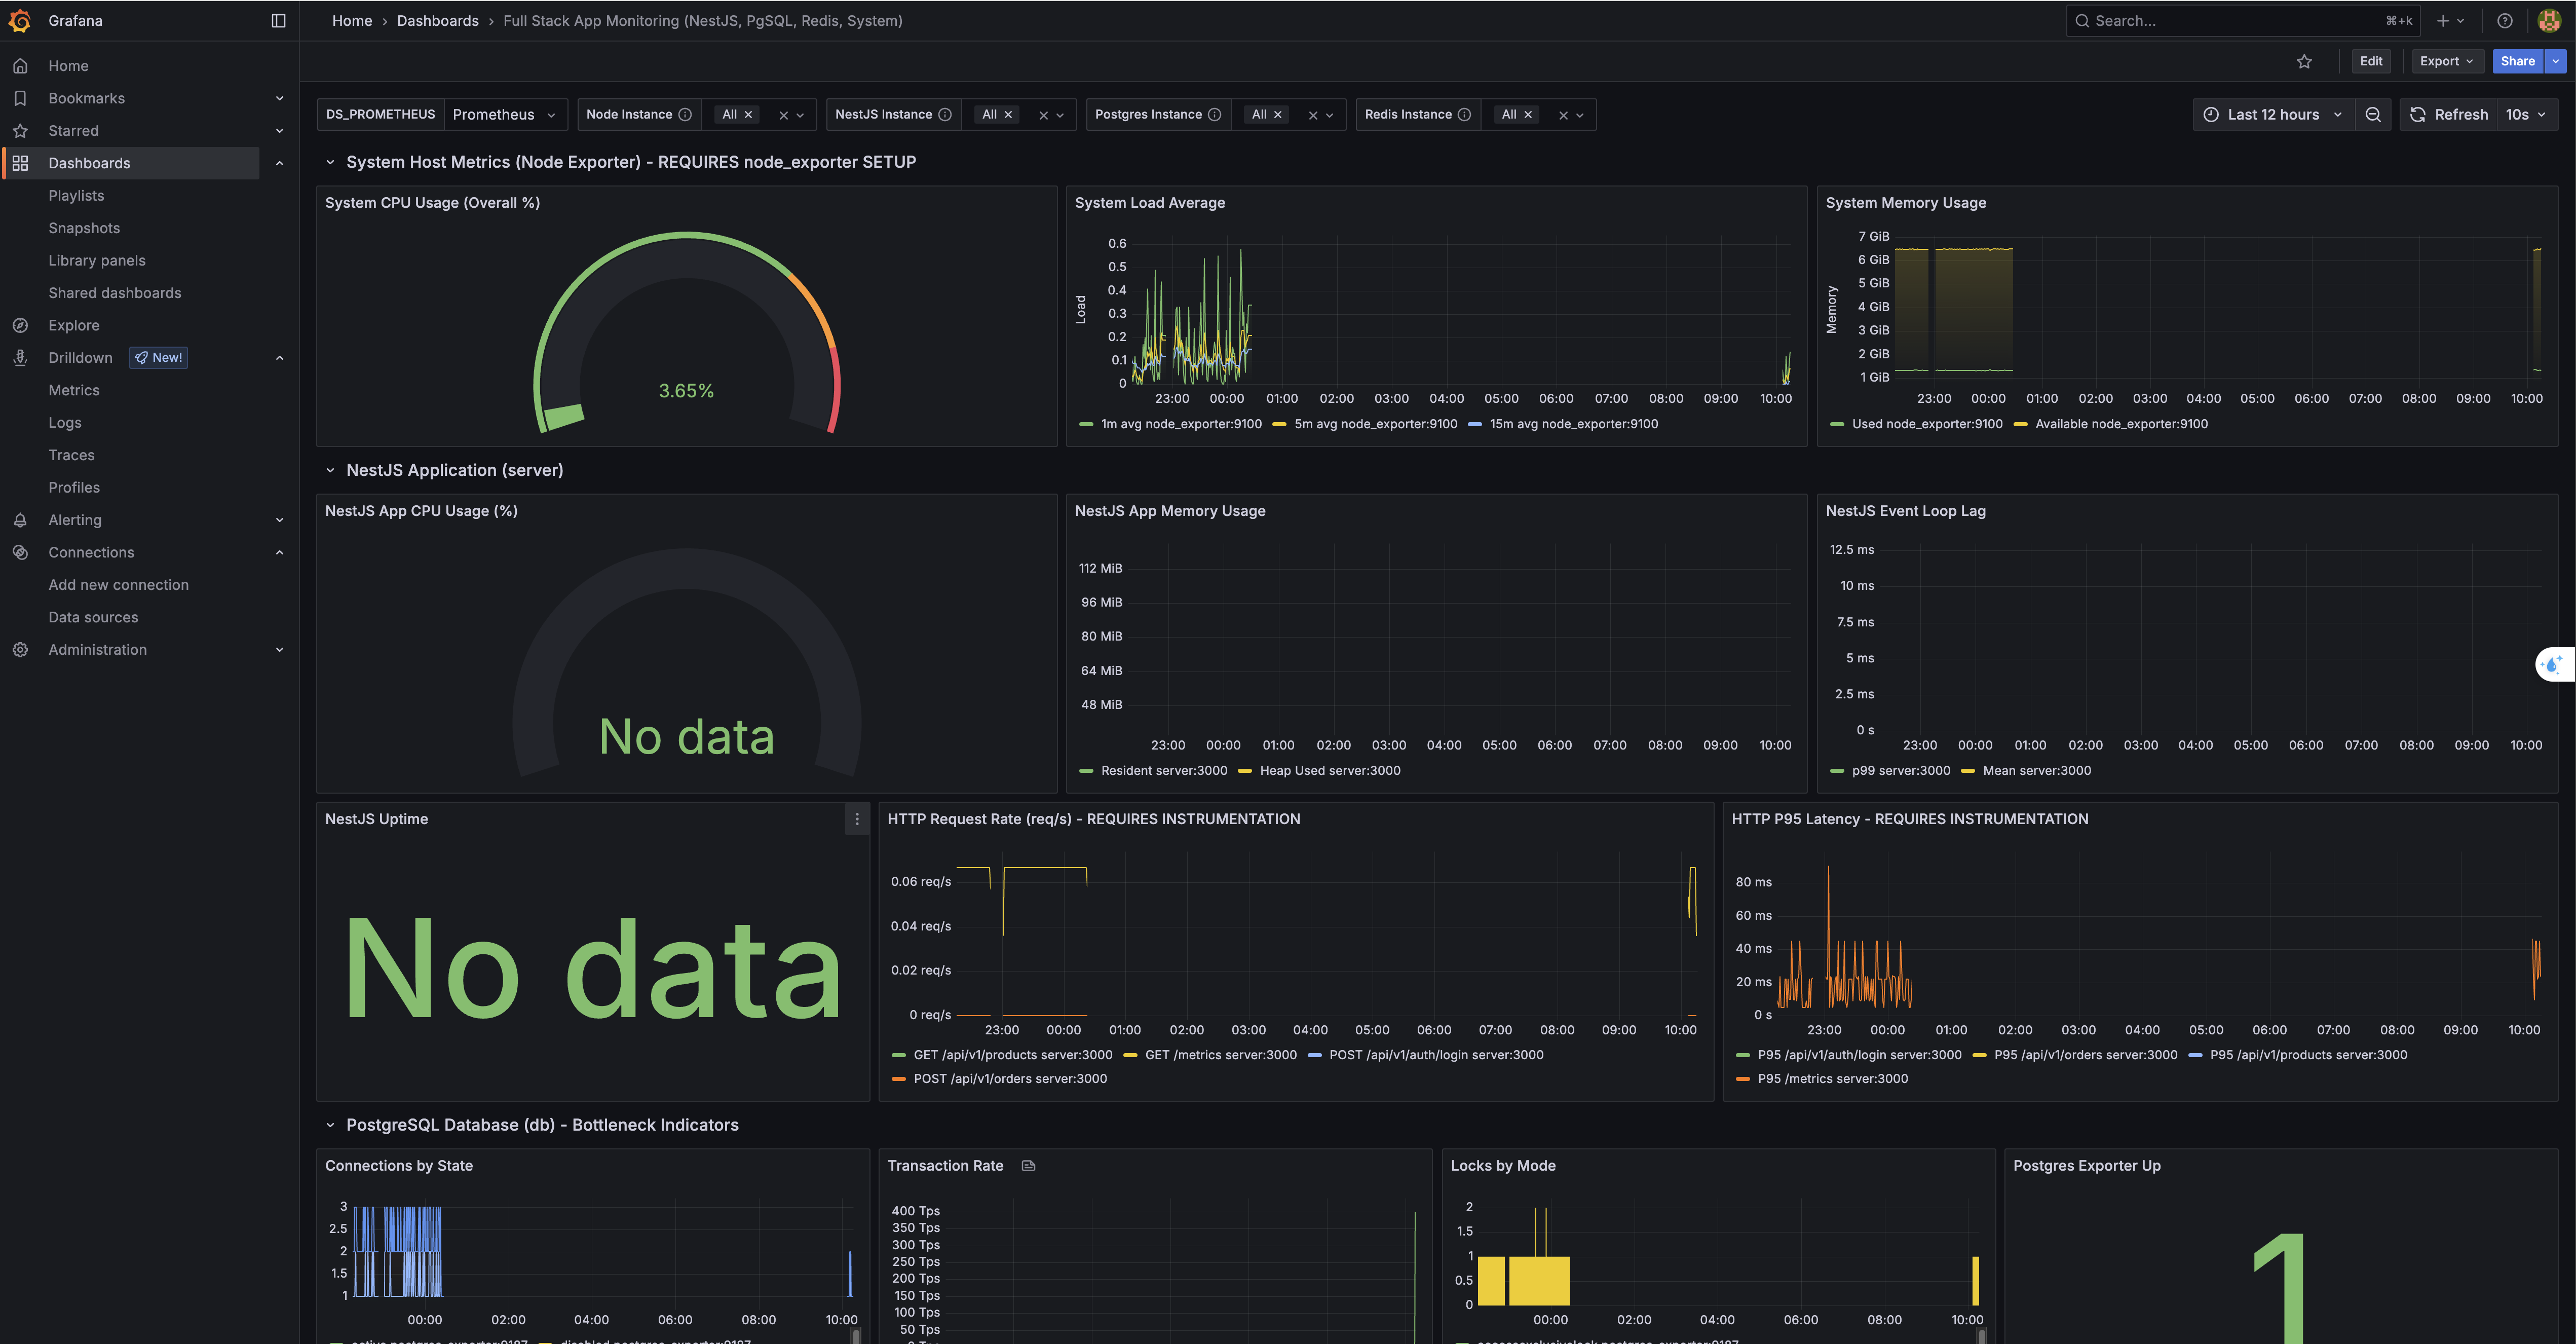 Grafana
Home › Dashboards › Full Stack App Monitoring (NestJS, PgSQL, Redis, System)
Search...
⌘+k
Edit
Export
Share
Home
Bookmarks
Starred
Dashboards
Playlists
Snapshots
Library panels
Shared dashboards
Explore
Drilldown New!
Metrics
Logs
Traces
Profiles
Alerting
Connections
Add new connection
Data sources
Administration
DS_PROMETHEUS Prometheus
Node Instance All
NestJS Instance All
Postgres Instance All
Redis Instance All
Last 12 hours
Refresh 10s
System Host Metrics (Node Exporter) - REQUIRES node_exporter SETUP
System CPU Usage (Overall %)
3.65%
System Load Average
Load
0.6
0.5
0.4
0.3
0.2
0.1
0
23:00 00:00 01:00 02:00 03:00 04:00 05:00 06:00 07:00 08:00 09:00 10:00
1m avg node_exporter:9100 5m avg node_exporter:9100 15m avg node_exporter:9100
System Memory Usage
Memory
7 GiB
6 GiB
5 GiB
4 GiB
3 GiB
2 GiB
1 GiB
23:00 00:00 01:00 02:00 03:00 04:00 05:00 06:00 07:00 08:00 09:00 10:00
Used node_exporter:9100 Available node_exporter:9100
NestJS Application (server)
NestJS App CPU Usage (%)
No data
NestJS App Memory Usage
112 MiB
96 MiB
80 MiB
64 MiB
48 MiB
23:00 00:00 01:00 02:00 03:00 04:00 05:00 06:00 07:00 08:00 09:00 10:00
Resident server:3000 Heap Used server:3000
NestJS Event Loop Lag
12.5 ms
10 ms
7.5 ms
5 ms
2.5 ms
0 s
23:00 00:00 01:00 02:00 03:00 04:00 05:00 06:00 07:00 08:00 09:00 10:00
p99 server:3000 Mean server:3000
NestJS Uptime
No data
HTTP Request Rate (req/s) - REQUIRES INSTRUMENTATION
0.06 req/s
0.04 req/s
0.02 req/s
0 req/s
23:00 00:00 01:00 02:00 03:00 04:00 05:00 06:00 07:00 08:00 09:00 10:00
GET /api/v1/products server:3000 GET /metrics server:3000 POST /api/v1/auth/login server:3000
POST /api/v1/orders server:3000
HTTP P95 Latency - REQUIRES INSTRUMENTATION
80 ms
60 ms
40 ms
20 ms
0 s
23:00 00:00 01:00 02:00 03:00 04:00 05:00 06:00 07:00 08:00 09:00 10:00
P95 /api/v1/auth/login server:3000 P95 /api/v1/orders server:3000 P95 /api/v1/products server:3000
P95 /metrics server:3000
PostgreSQL Database (db) - Bottleneck Indicators
Connections by State
3
2.5
2
1.5
1
00:00 02:00 04:00 06:00 08:00 10:00
Transaction Rate
400 Tps
350 Tps
300 Tps
250 Tps
200 Tps
150 Tps
100 Tps
50 Tps
Locks by Mode
2
1.5
1
0.5
0
00:00 02:00 04:00 06:00 08:00 10:00
Postgres Exporter Up
1